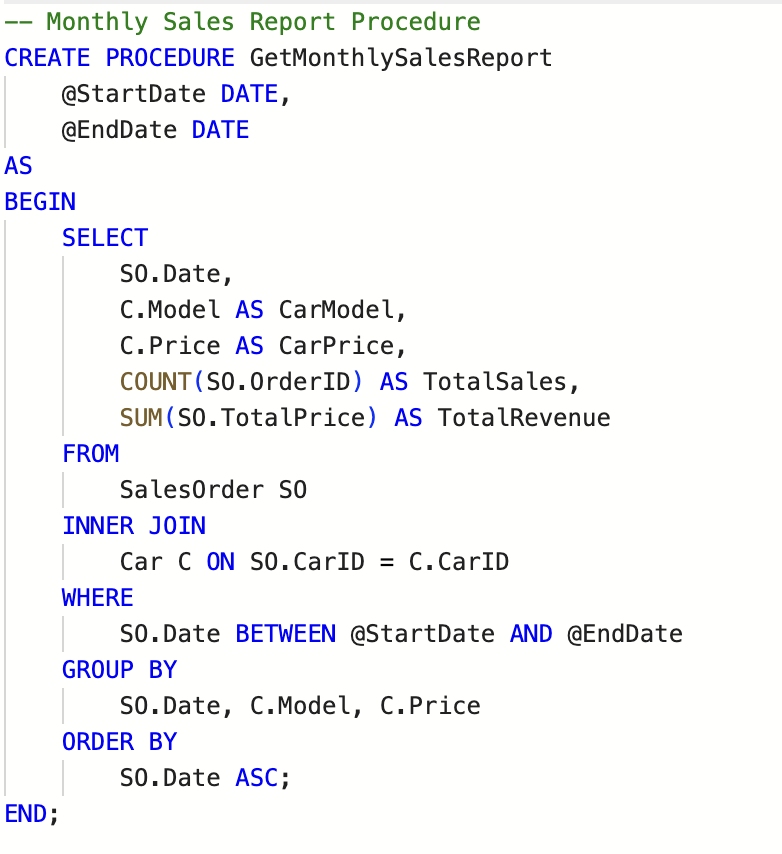 -- Monthly Sales Report Procedure
CREATE PROCEDURE GetMonthlySalesReport
    @StartDate DATE,
    @EndDate DATE
AS
BEGIN
    SELECT
        SO.Date,
        C.Model AS CarModel,
        C.Price AS CarPrice,
        COUNT(SO.OrderID) AS TotalSales,
        SUM(SO.TotalPrice) AS TotalRevenue
    FROM
        SalesOrder SO
    INNER JOIN
        Car C ON SO.CarID = C.CarID
    WHERE
        SO.Date BETWEEN @StartDate AND @EndDate
    GROUP BY
        SO.Date, C.Model, C.Price
    ORDER BY
        SO.Date ASC;
END;